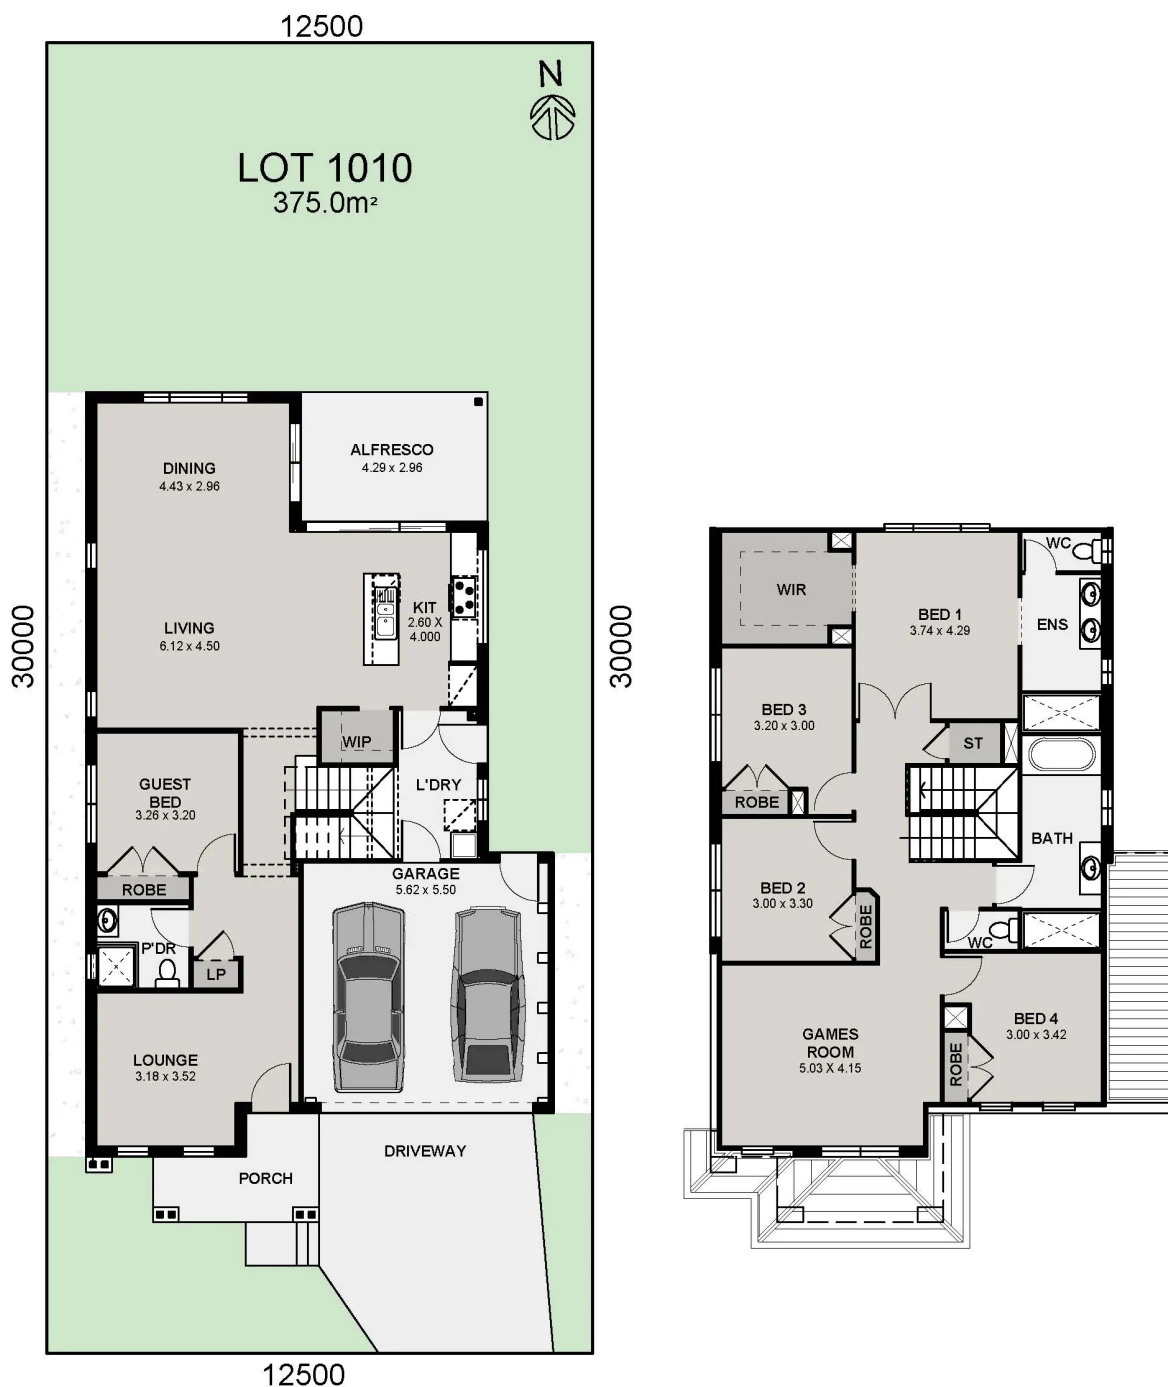 12500
N
LOT 1010
375.0m²
30000
30000
ALFRESCO
4.29 x 2.96
DINING
4.43 x 2.96
KIT
2.60 X
4.000
LIVING
6.12 x 4.50
WIP
L'DRY
GUEST
BED
3.26 x 3.20
ROBE
GARAGE
5.62 x 5.50
P'DR
LP
LOUNGE
3.18 x 3.52
PORCH
DRIVEWAY
12500
WC
WIR
BED 1
3.74 x 4.29
ENS
BED 3
3.20 x 3.00
ST
ROBE
BATH
BED 2
3.00 x 3.30
ROBE
WC
GAMES
ROOM
5.03 X 4.15
BED 4
3.00 x 3.42
ROBE